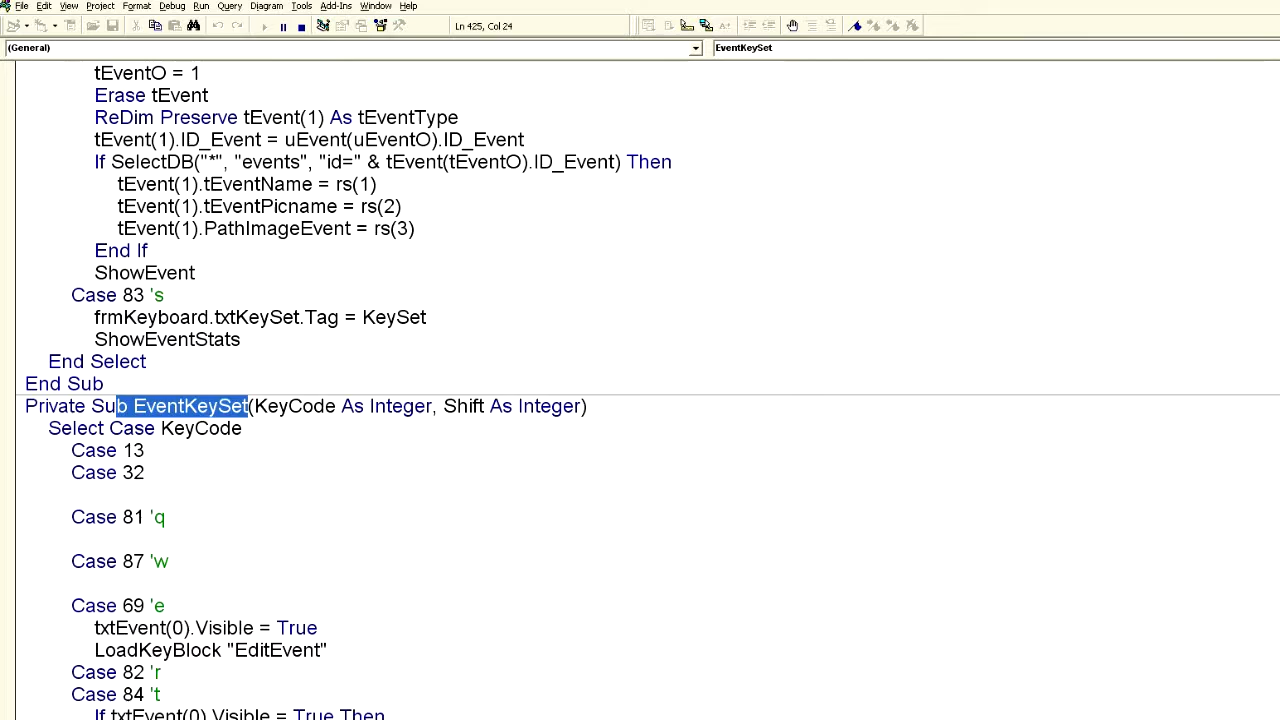 File Edit View Project Format Debug Run Query Diagram Tools Add-Ins Window Help
Ln 425, Col 24
(General) EventKeySet
tEventO = 1
Erase tEvent
ReDim Preserve tEvent(1) As tEventType
tEvent(1).ID_Event = uEvent(uEventO).ID_Event
If SelectDB("*", "events", "id=" & tEvent(tEventO).ID_Event) Then
tEvent(1).tEventName = rs(1)
tEvent(1).tEventPicname = rs(2)
tEvent(1).PathImageEvent = rs(3)
End If
ShowEvent
Case 83 's
frmKeyboard.txtKeySet.Tag = KeySet
ShowEventStats
End Select
End Sub
Private Sub EventKeySet(KeyCode As Integer, Shift As Integer)
Select Case KeyCode
Case 13
Case 32
Case 81 'q
Case 87 'w
Case 69 'e
txtEvent(0).Visible = True
LoadKeyBlock "EditEvent"
Case 82 'r
Case 84 't
If txtEvent(0).Visible = True Then